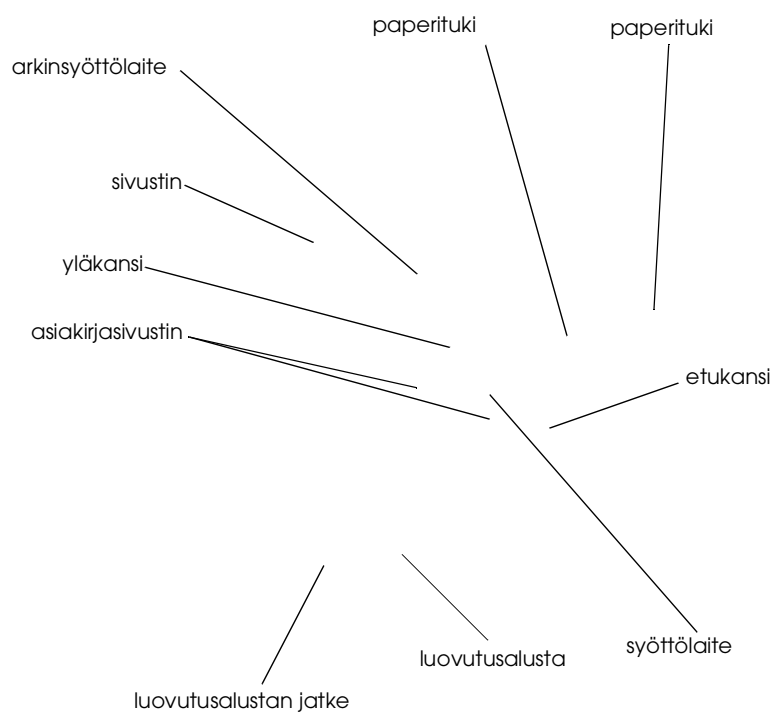 paperituki
paperituki
arkinsyöttölaite
sivustin
yläkansi
asiakirjasivustin
etukansi
syöttölaite
luovutusalusta
luovutusalustan jatke